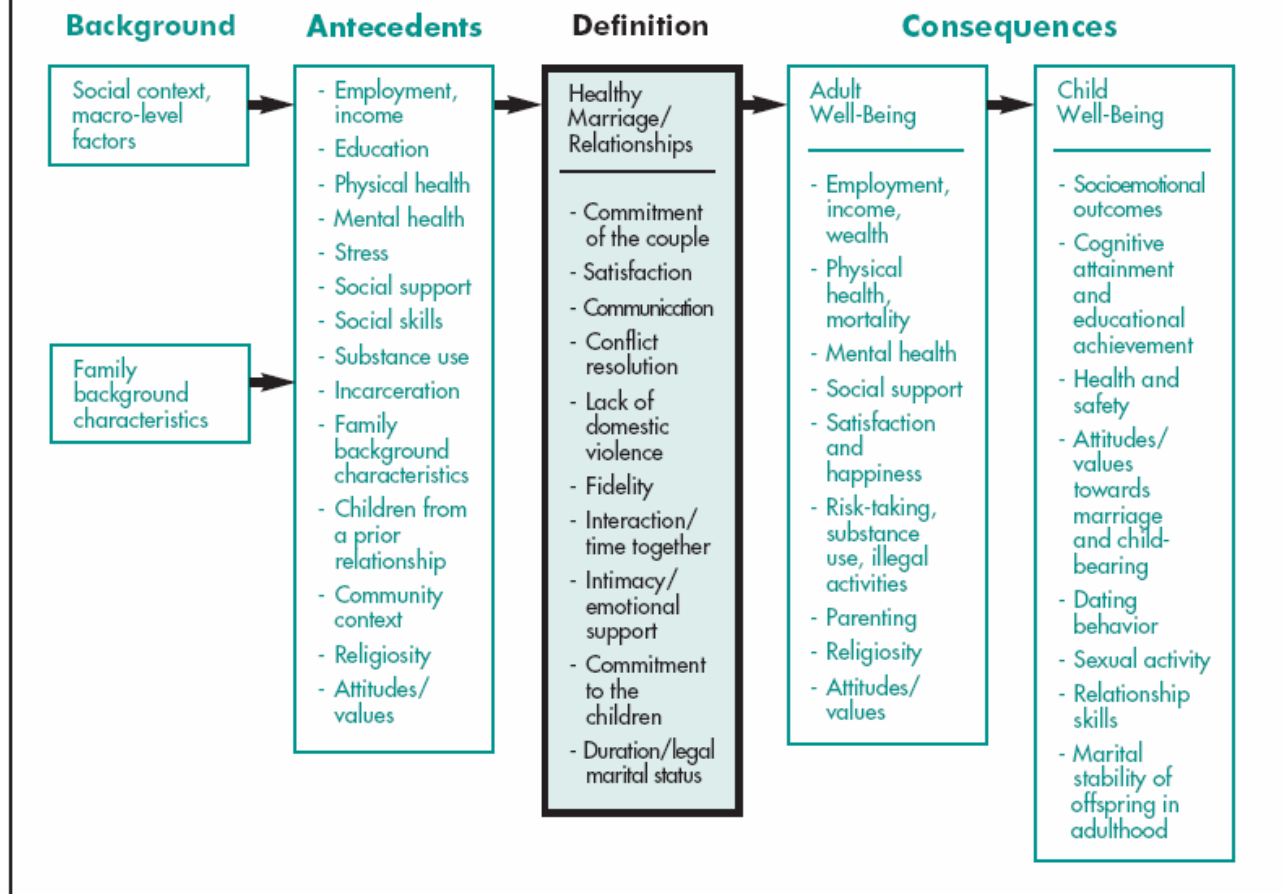 Background
Antecedents
Definition
Consequences
Social context,
macro-level
factors
Family
background
characteristics
- Employment,
income
- Education
- Physical health
- Mental health
- Stress
- Social support
- Social skills
- Substance use
- Incarceration
- Family
background
characteristics
- Children from
a prior
relationship
- Community
context
- Religiosity
- Attitudes/
values
Healthy
Marriage/
Relationships
- Commitment
of the couple
- Satisfaction
- Communication
- Conflict
resolution
- Lack of
domestic
violence
- Fidelity
- Interaction/
time together
- Intimacy/
emotional
support
- Commitment
to the
children
- Duration/legal
marital status
Adult
Well-Being
- Employment,
income,
wealth
- Physical
health,
mortality
- Mental health
- Social support
- Satisfaction
and
happiness
- Risk-taking,
substance
use, illegal
activities
- Parenting
- Religiosity
- Attitudes/
values
Child
Well-Being
- Socioemotional
outcomes
- Cognitive
attainment
and
educational
achievement
- Health and
safety
- Attitudes/
values
towards
marriage
and child-
bearing
- Dating
behavior
- Sexual activity
- Relationship
skills
- Marital
stability of
offspring in
adulthood